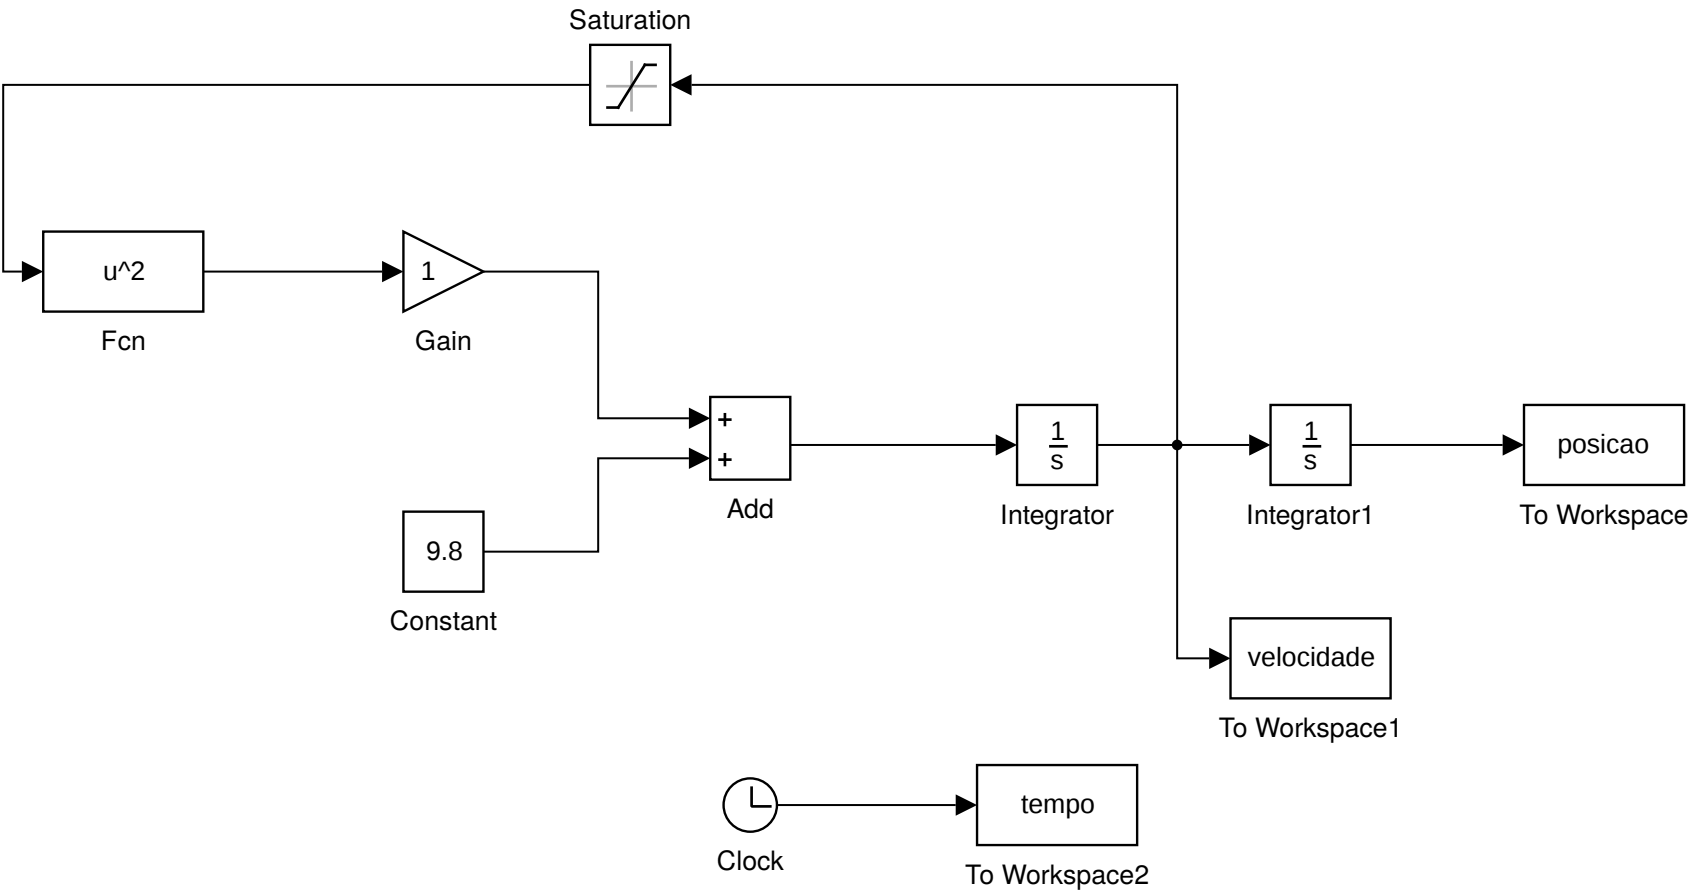 Saturation
u^2
Fcn
1
Gain
+
+
Add
9.8
Constant
1
s
Integrator
1
s
Integrator1
posicao
To Workspace
velocidade
To Workspace1
Clock
tempo
To Workspace2